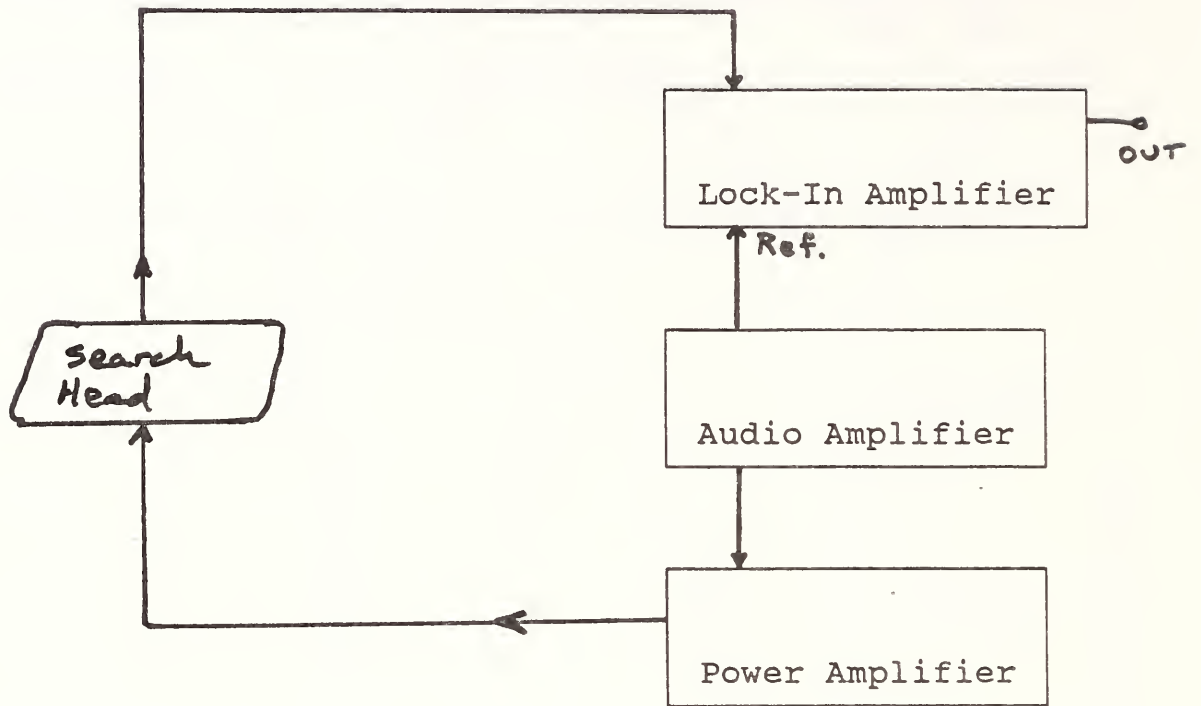 OUT
Lock-In Amplifier
Ref.
search
Head
Audio Amplifier
Power Amplifier